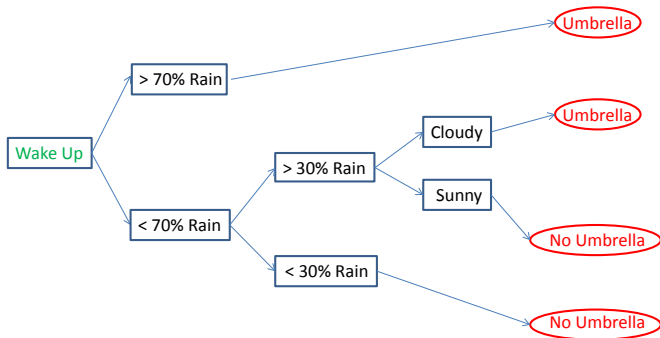 Umbrella
> 70% Rain
Umbrella
Cloudy
Wake Up
> 30% Rain
Sunny
< 70% Rain
No Umbrella
< 30% Rain
No Umbrella